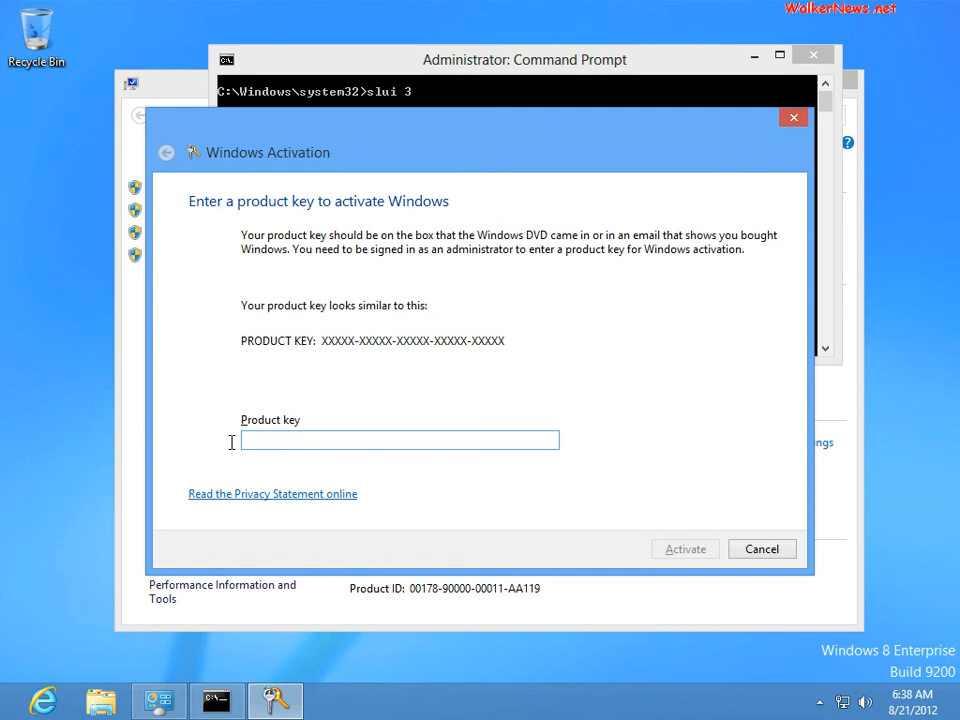 WalkerNews.net
Recycle Bin
Administrator: Command Prompt
C:\Windows\system32>slui 3
Windows Activation
Enter a product key to activate Windows
Your product key should be on the box that the Windows DVD came in or in an email that shows you bought
Windows. You need to be signed in as an administrator to enter a product key for Windows activation.
Your product key looks similar to this:
PRODUCT KEY: XXXXX-XXXXX-XXXXX-XXXXX-XXXXX
Product key
ngs
Read the Privacy Statement online
Activate
Cancel
Performance Information and
Tools
Product ID: 00178-90000-00011-AA119
Windows 8 Enterprise
Build 9200
6:38 AM
8/21/2012